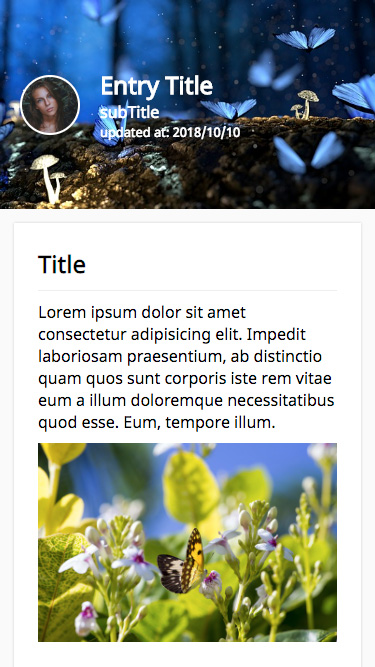 Entry Title
subTitle
updated at: 2018/10/10
Title
Lorem ipsum dolor sit amet
consectetur adipisicing elit. Impedit
laboriosam praesentium, ab distinctio
quam quos sunt corporis iste rem vitae
eum a illum doloremque necessitatibus
quod esse. Eum, tempore illum.